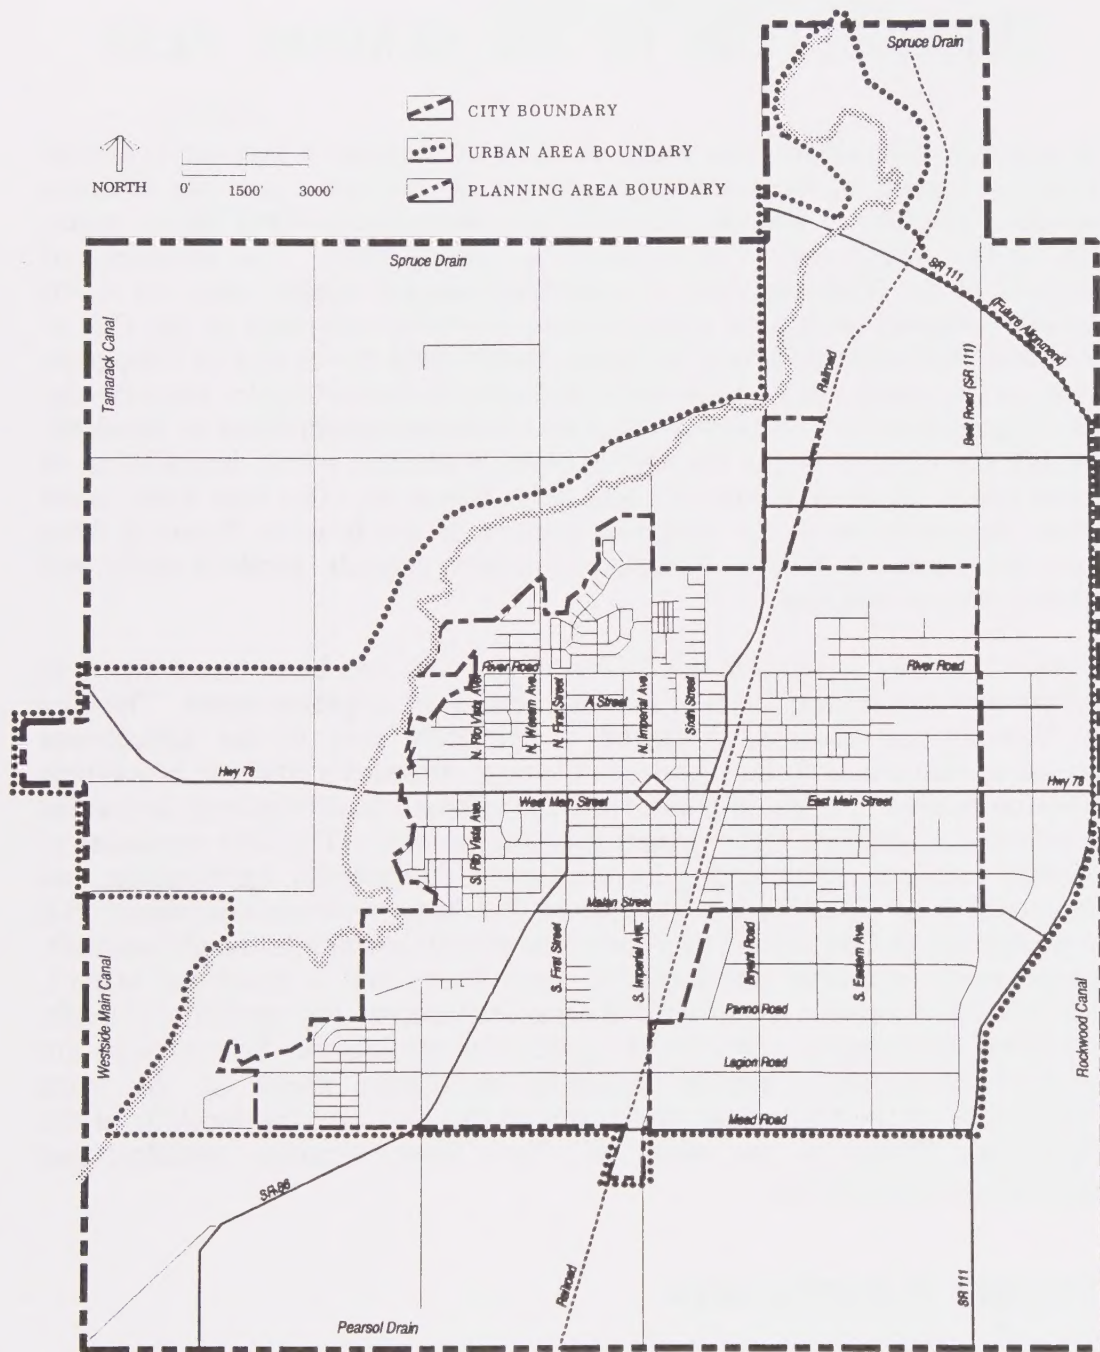 Spruce Drain
CITY BOUNDARY
URBAN AREA BOUNDARY
PLANNING AREA BOUNDARY
NORTH
0' 1500' 3000'
Spruce Drain
SR 111
(Future Alignment)
Tamarack Canal
Railroad
Best Road (SR 111)
River Road
River Road
N. Rio Vista Ave.
N. Western Ave.
N. First Street
A Street
N. Imperial Ave.
Sixth Street
Hwy 78
Hwy 78
West Main Street
East Main Street
S. Rio Vista Ave.
Malan Street
S. First Street
S. Imperial Ave.
Bryant Road
S. Eastern Ave.
Westside Main Canal
Rockwood Canal
Panno Road
Legion Road
Mead Road
SR-86
Railroad
SR 111
Pearsol Drain